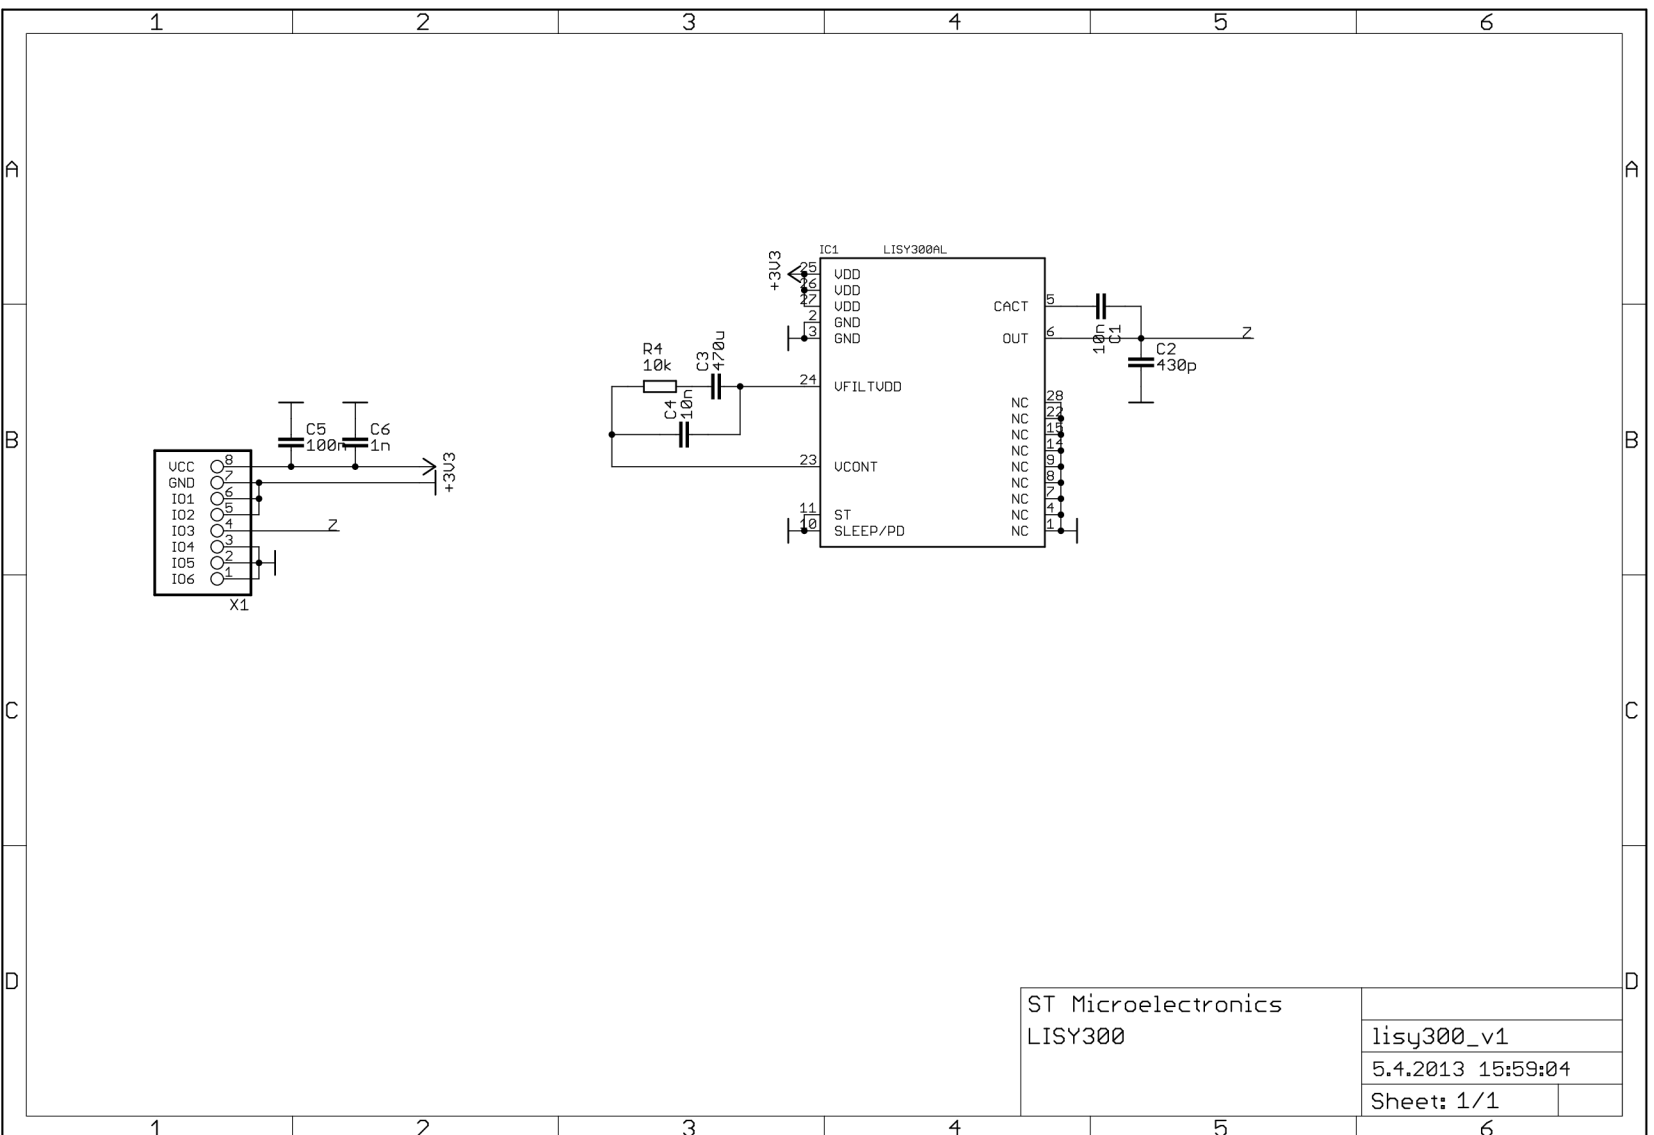 1 2 3 4 5 6
A A
IC1 LISY300AL
+3V3
25 VDD
26 VDD
27 VDD
2 GND
3 GND
CACT 5
10n
C1
OUT 6
Z
C2
430p
R4
10k
C3
470u
24 VFILTVDD
C4
10n
23 VCONT
11 ST
10 SLEEP/PD
NC 28
NC 22
NC 15
NC 14
NC 9
NC 8
NC 7
NC 4
NC 1
B B
C5
100n
C6
1n
+3V3
VCC 8
GND 7
IO1 6
IO2 5
IO3 4 Z
IO4 3
IO5 2
IO6 1
X1
C C
D D
ST Microelectronics
LISY300
lisy300_v1
5.4.2013 15:59:04
Sheet: 1/1
1 2 3 4 5 6